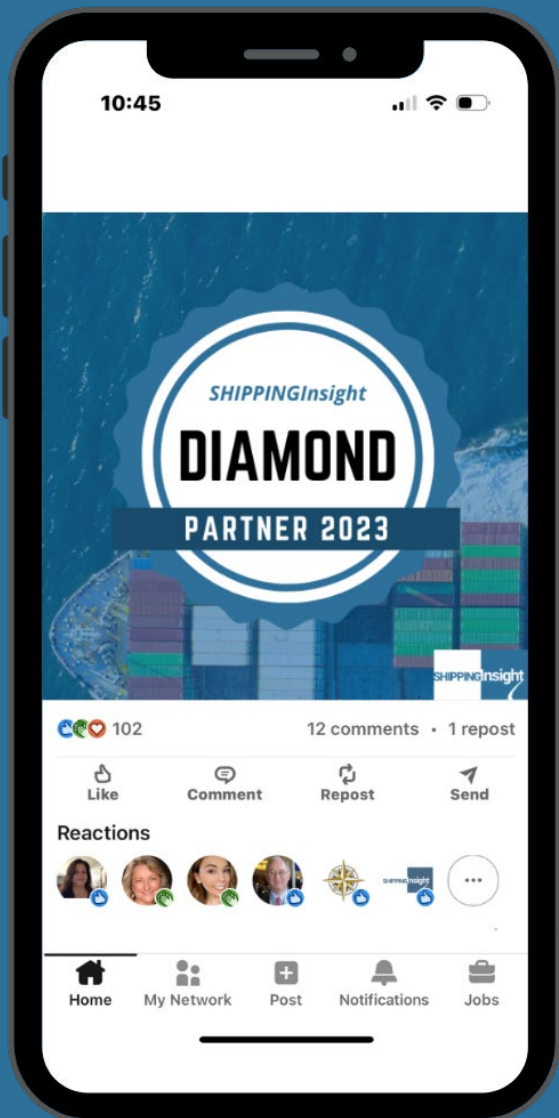 10:45
SHIPPINGInsight
DIAMOND
PARTNER 2023
SHIPPINGInsight
102
12 comments • 1 repost
Like Comment Repost Send
Reactions
SHIPPINGInsight
Home My Network Post Notifications Jobs